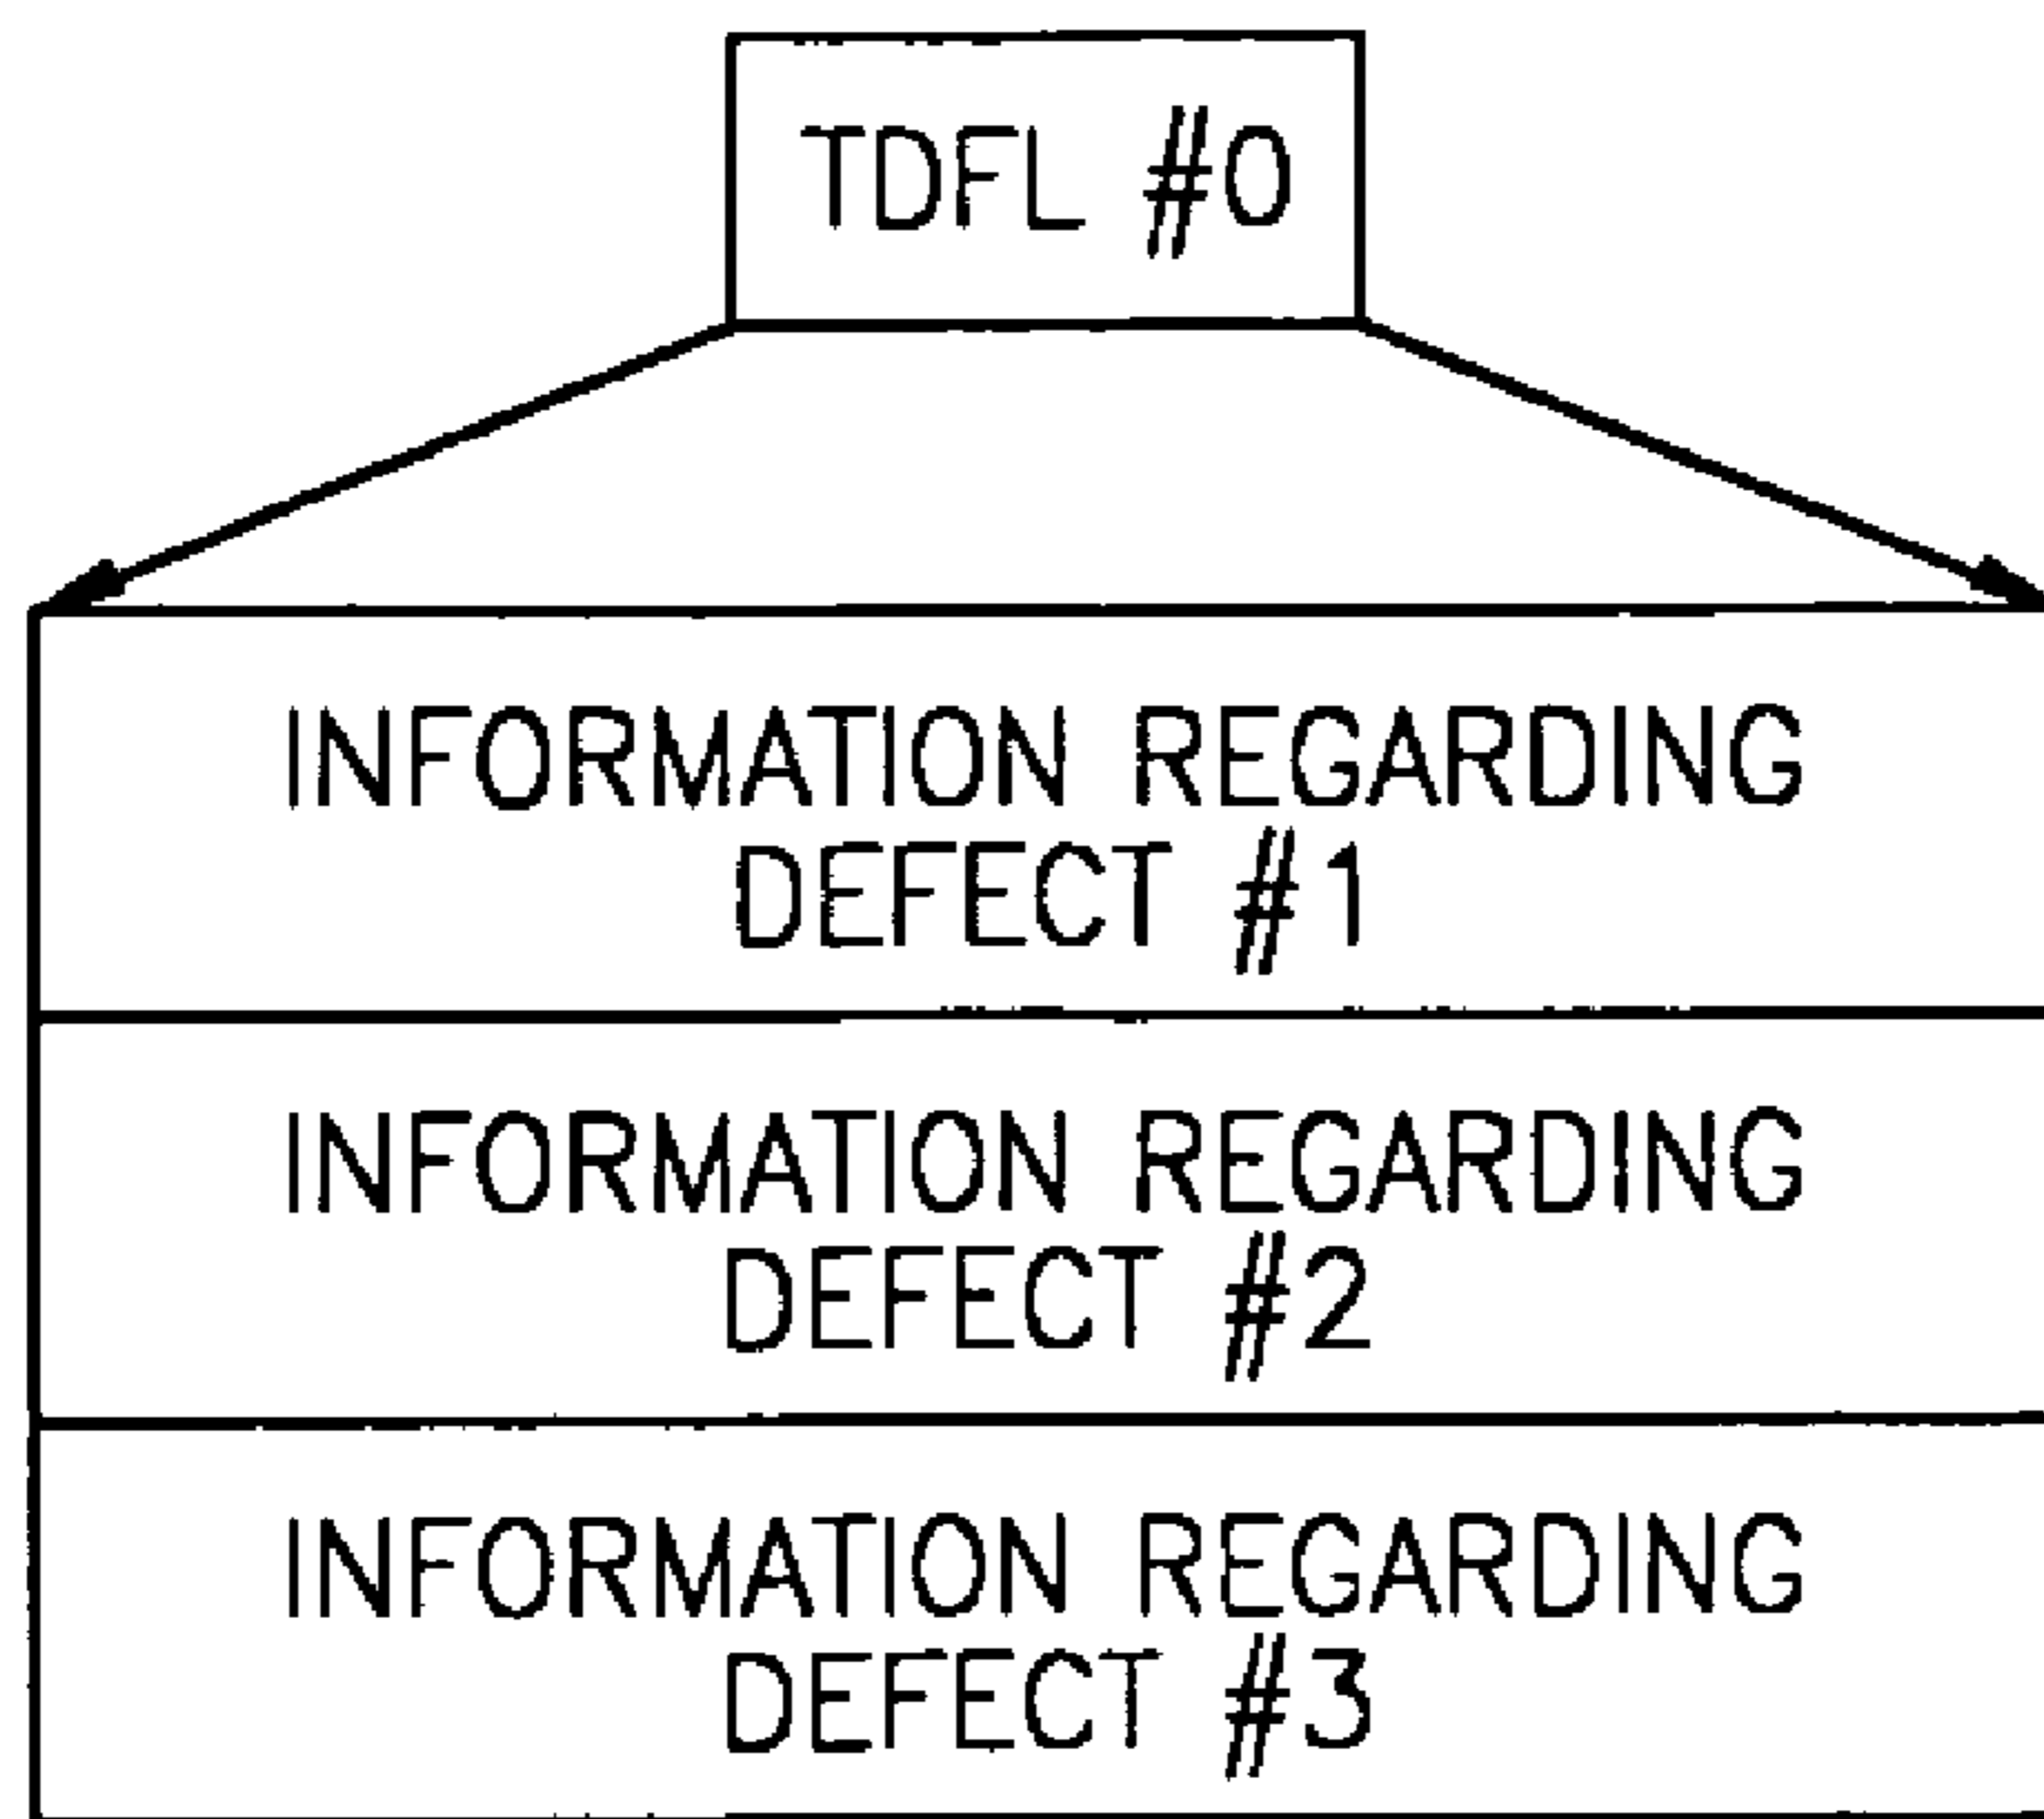 TDFL #0
INFORMATION REGARDING
DEFECT #1
INFORMATION REGARDING
DEFECT #2
INFORMATION REGARDING
DEFECT #3